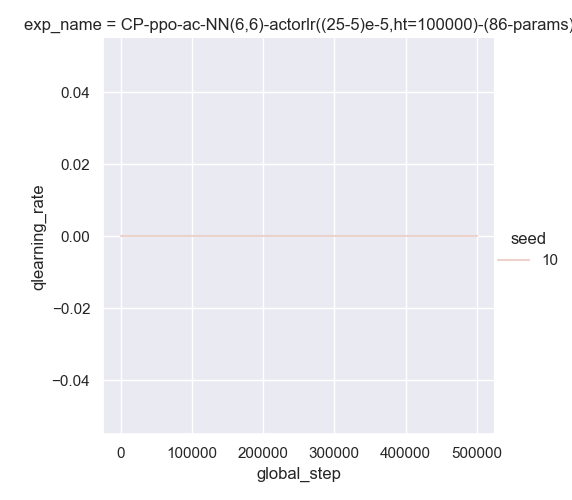 exp_name = CP-ppo-ac-NN(6,6)-actorlr((25-5)e-5,ht=100000)-(86-params)
0.04
0.02
0.00
−0.02
−0.04
qlearning_rate
0 100000 200000 300000 400000 500000
global_step
seed
10